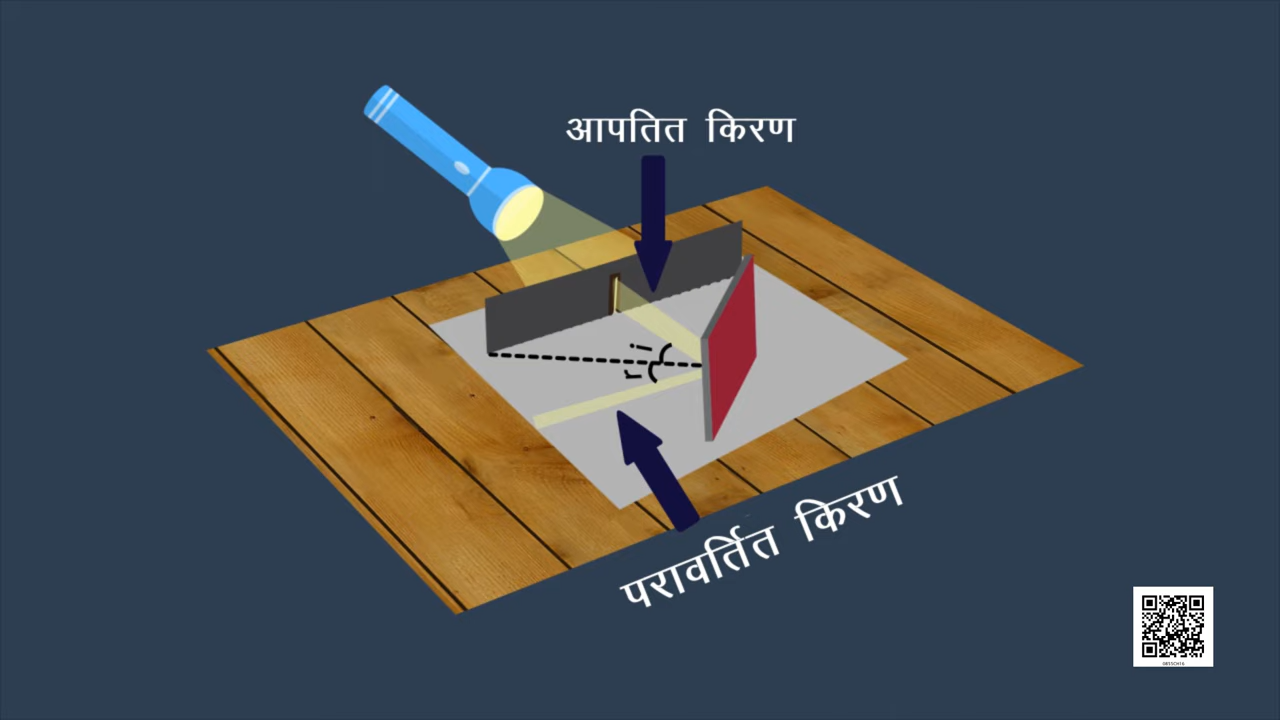 आपतित किरण
i
r
परावर्तित किरण